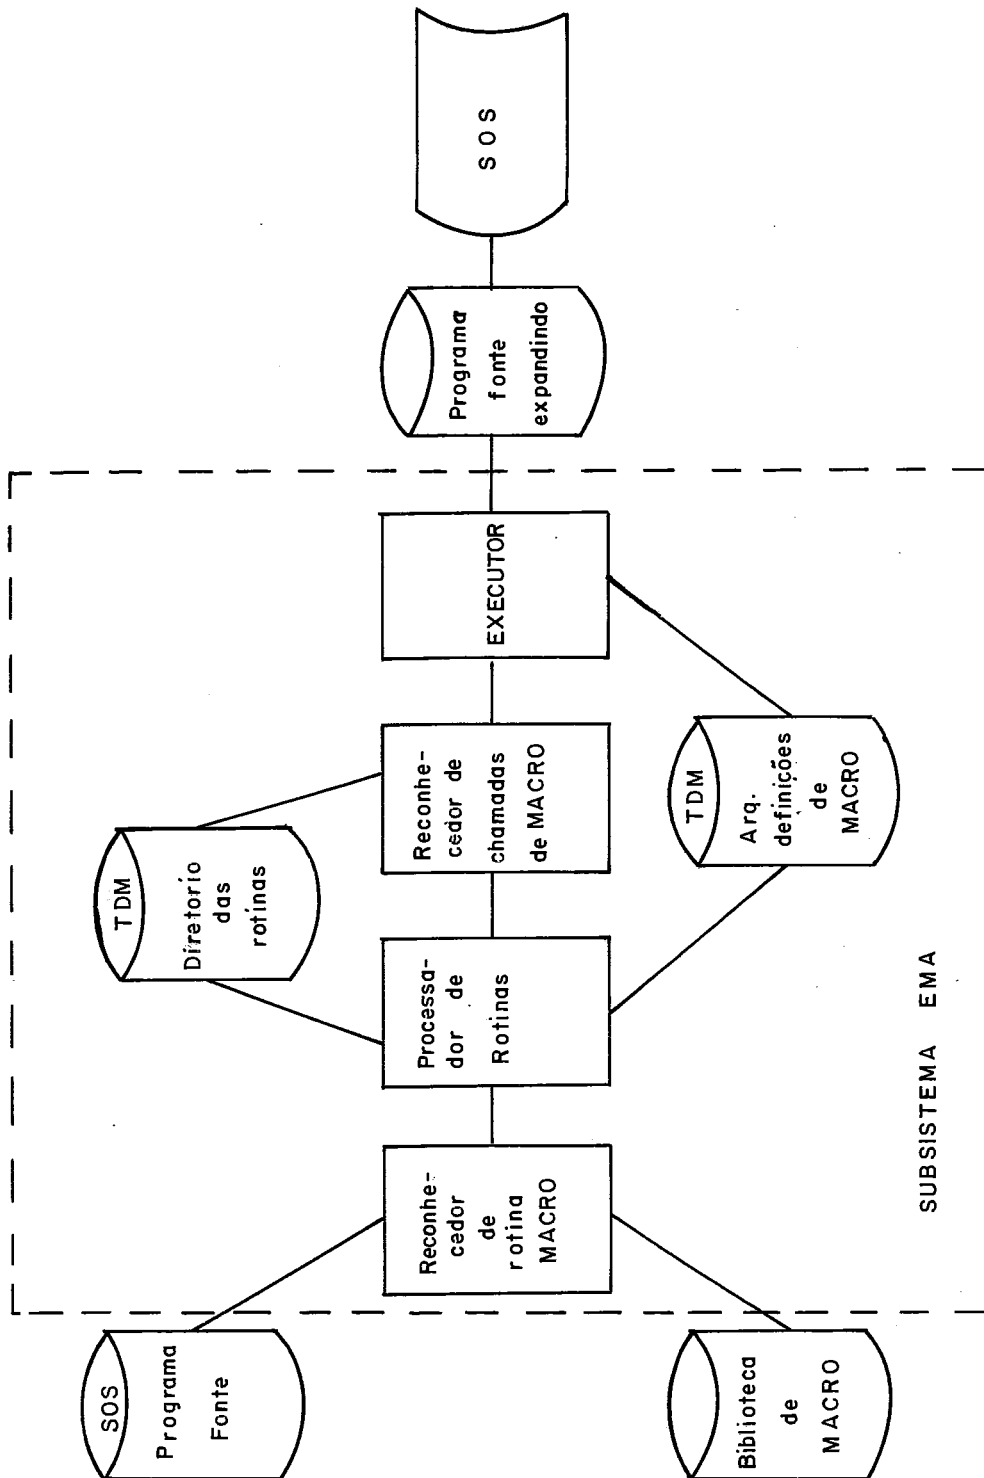 SOS
Programa
Fonte
Biblioteca
de
MACRO
Reconhe-
cedor
de
rotina
MACRO
Processa-
dor de
Rotinas
TDM
Diretorio
das
rotinas
Reconhe-
cedor de
chamadas
de MACRO
TDM
Arq.
definições
de
MACRO
EXECUTOR
Programa
fonte
expandindo
SOS
SUBSISTEMA EMA